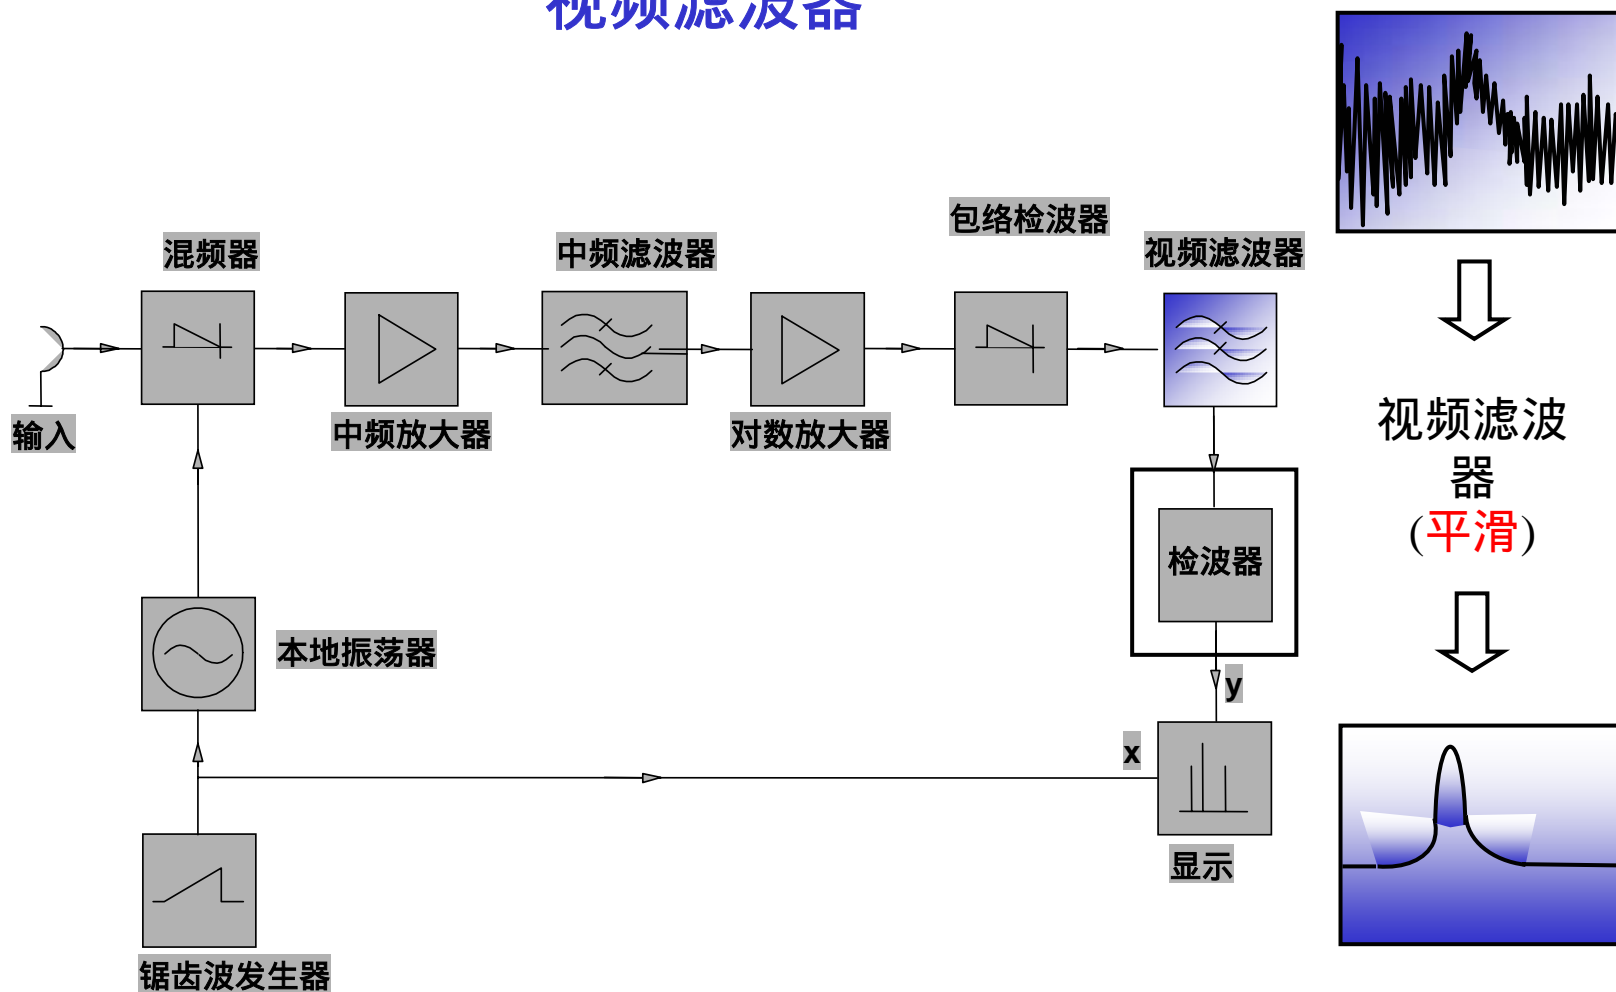 视频滤波器
包络检波器
混频器
中频滤波器
视频滤波器
输入
中频放大器
对数放大器
视频滤波
器
(平滑)
检波器
本地振荡器
y
x
显示
锯齿波发生器